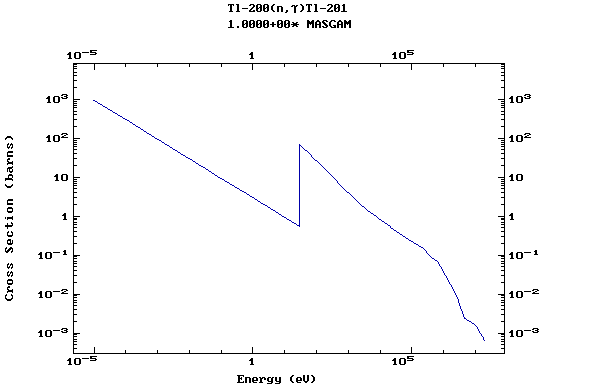 Tl-200(n,γ)Tl-201
1.0000+00* MASGAM
10⁻⁵ 1 10⁵
10³ 10³
10² 10²
10 10
1 1
10⁻¹ 10⁻¹
10⁻² 10⁻²
10⁻³ 10⁻³
10⁻⁵ 1 10⁵
Energy (eV)
Cross Section (barns)